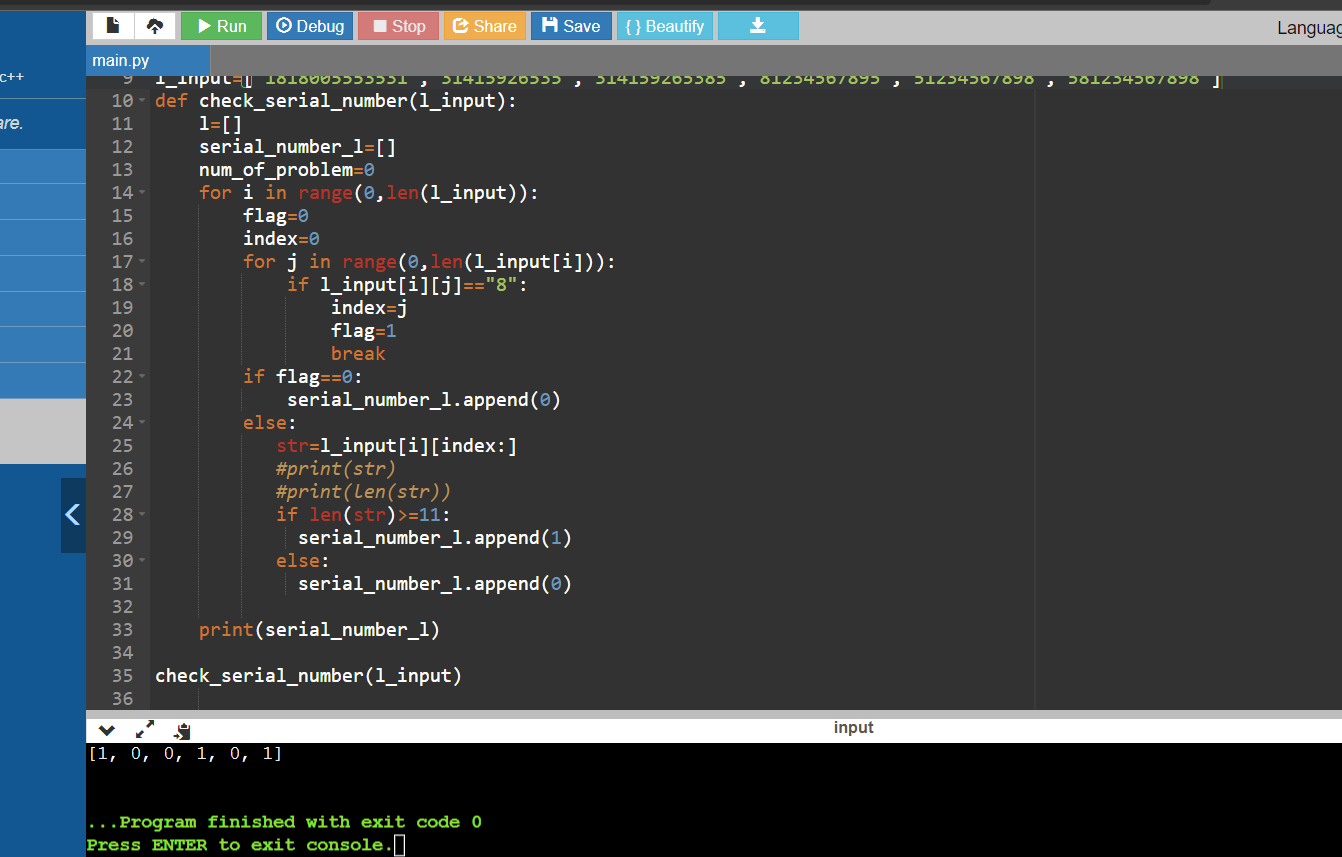 Run Debug Stop Share Save { } Beautify
Languag
main.py
c++
are.
9 l_input=["1818005553531","31415926535","314159265385","81234567895","51234567898","581234567898"]
10 def check_serial_number(l_input):
11 l=[]
12 serial_number_l=[]
13 num_of_problem=0
14 for i in range(0,len(l_input)):
15 flag=0
16 index=0
17 for j in range(0,len(l_input[i])):
18 if l_input[i][j]=="8":
19 index=j
20 flag=1
21 break
22 if flag==0:
23 serial_number_l.append(0)
24 else:
25 str=l_input[i][index:]
26 #print(str)
27 #print(len(str))
28 if len(str)>=11:
29 serial_number_l.append(1)
30 else:
31 serial_number_l.append(0)
32
33 print(serial_number_l)
34
35 check_serial_number(l_input)
36
input
[1, 0, 0, 1, 0, 1]
...Program finished with exit code 0
Press ENTER to exit console.